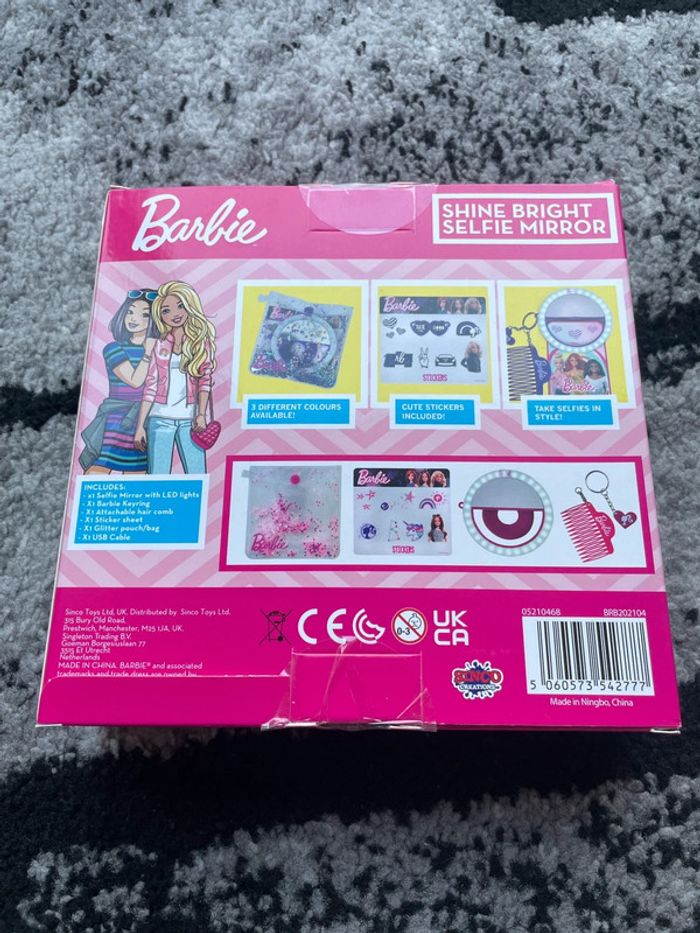 Barbie
SHINE BRIGHT
SELFIE MIRROR
Barbie
Barbie
STICKERS
Barbie
3 DIFFERENT COLOURS
AVAILABLE!
CUTE STICKERS
INCLUDED!
TAKE SELFIES IN
STYLE!
INCLUDES:
- x1 Selfie Mirror with LED lights
- X1 Barbie Keyring
- X1 Attachable hair comb
- X1 Sticker sheet
- X1 Glitter pouch/bag
- X1 USB Cable
Barbie
Barbie
STICKERS
Barbie
Sinco Toys Ltd, UK. Distributed by Sinco Toys Ltd.
315 Bury Old Road,
Prestwich, Manchester, M25 1JA, UK.
Singleton Trading B.V.
Goeman Borgesiuslaan 77
3515 Et Utrecht
Netherlands
MADE IN CHINA. BARBIE® and associated
trademarks and trade dress are owned by
CE
0-3
UK
CA
SINCO
CREATIONS
05210468
BRB202104
5 060573 542777
Made in Ningbo, China